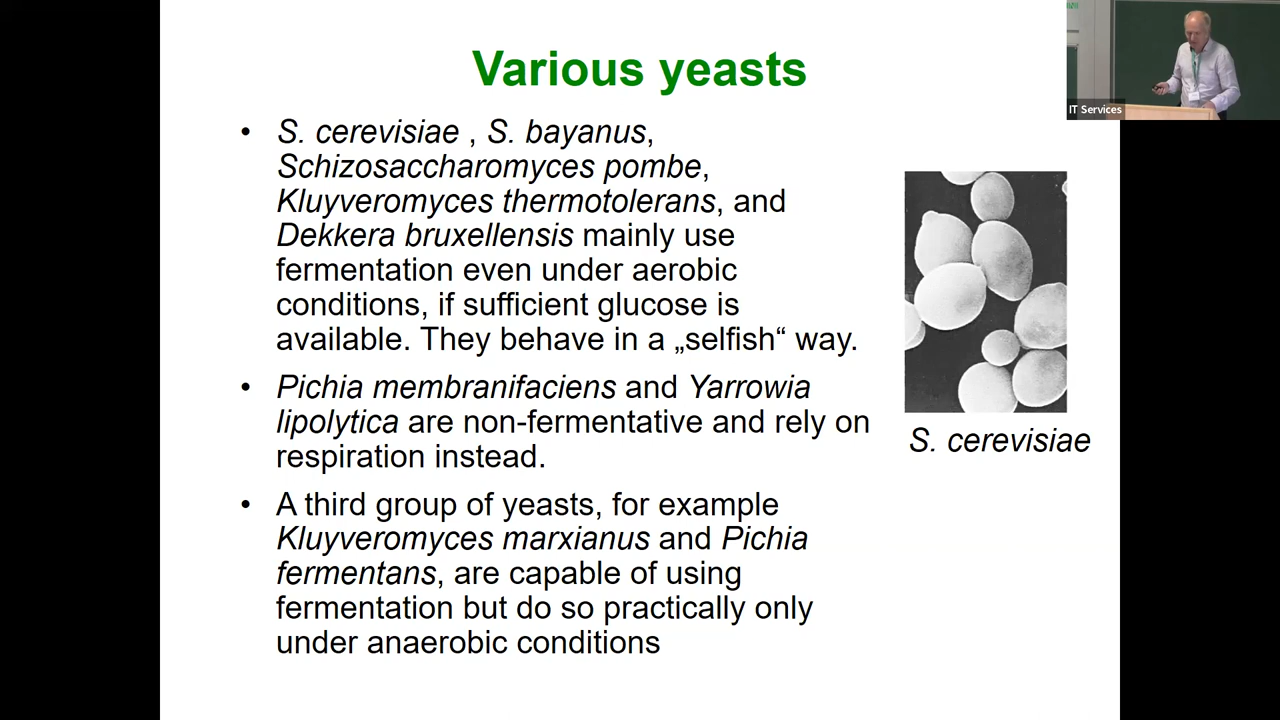 Various yeasts
• S. cerevisiae , S. bayanus,
Schizosaccharomyces pombe,
Kluyveromyces thermotolerans, and
Dekkera bruxellensis mainly use
fermentation even under aerobic
conditions, if sufficient glucose is
available. They behave in a „selfish“ way.
• Pichia membranifaciens and Yarrowia
lipolytica are non-fermentative and rely on
respiration instead.
• A third group of yeasts, for example
Kluyveromyces marxianus and Pichia
fermentans, are capable of using
fermentation but do so practically only
under anaerobic conditions
S. cerevisiae
IT Services